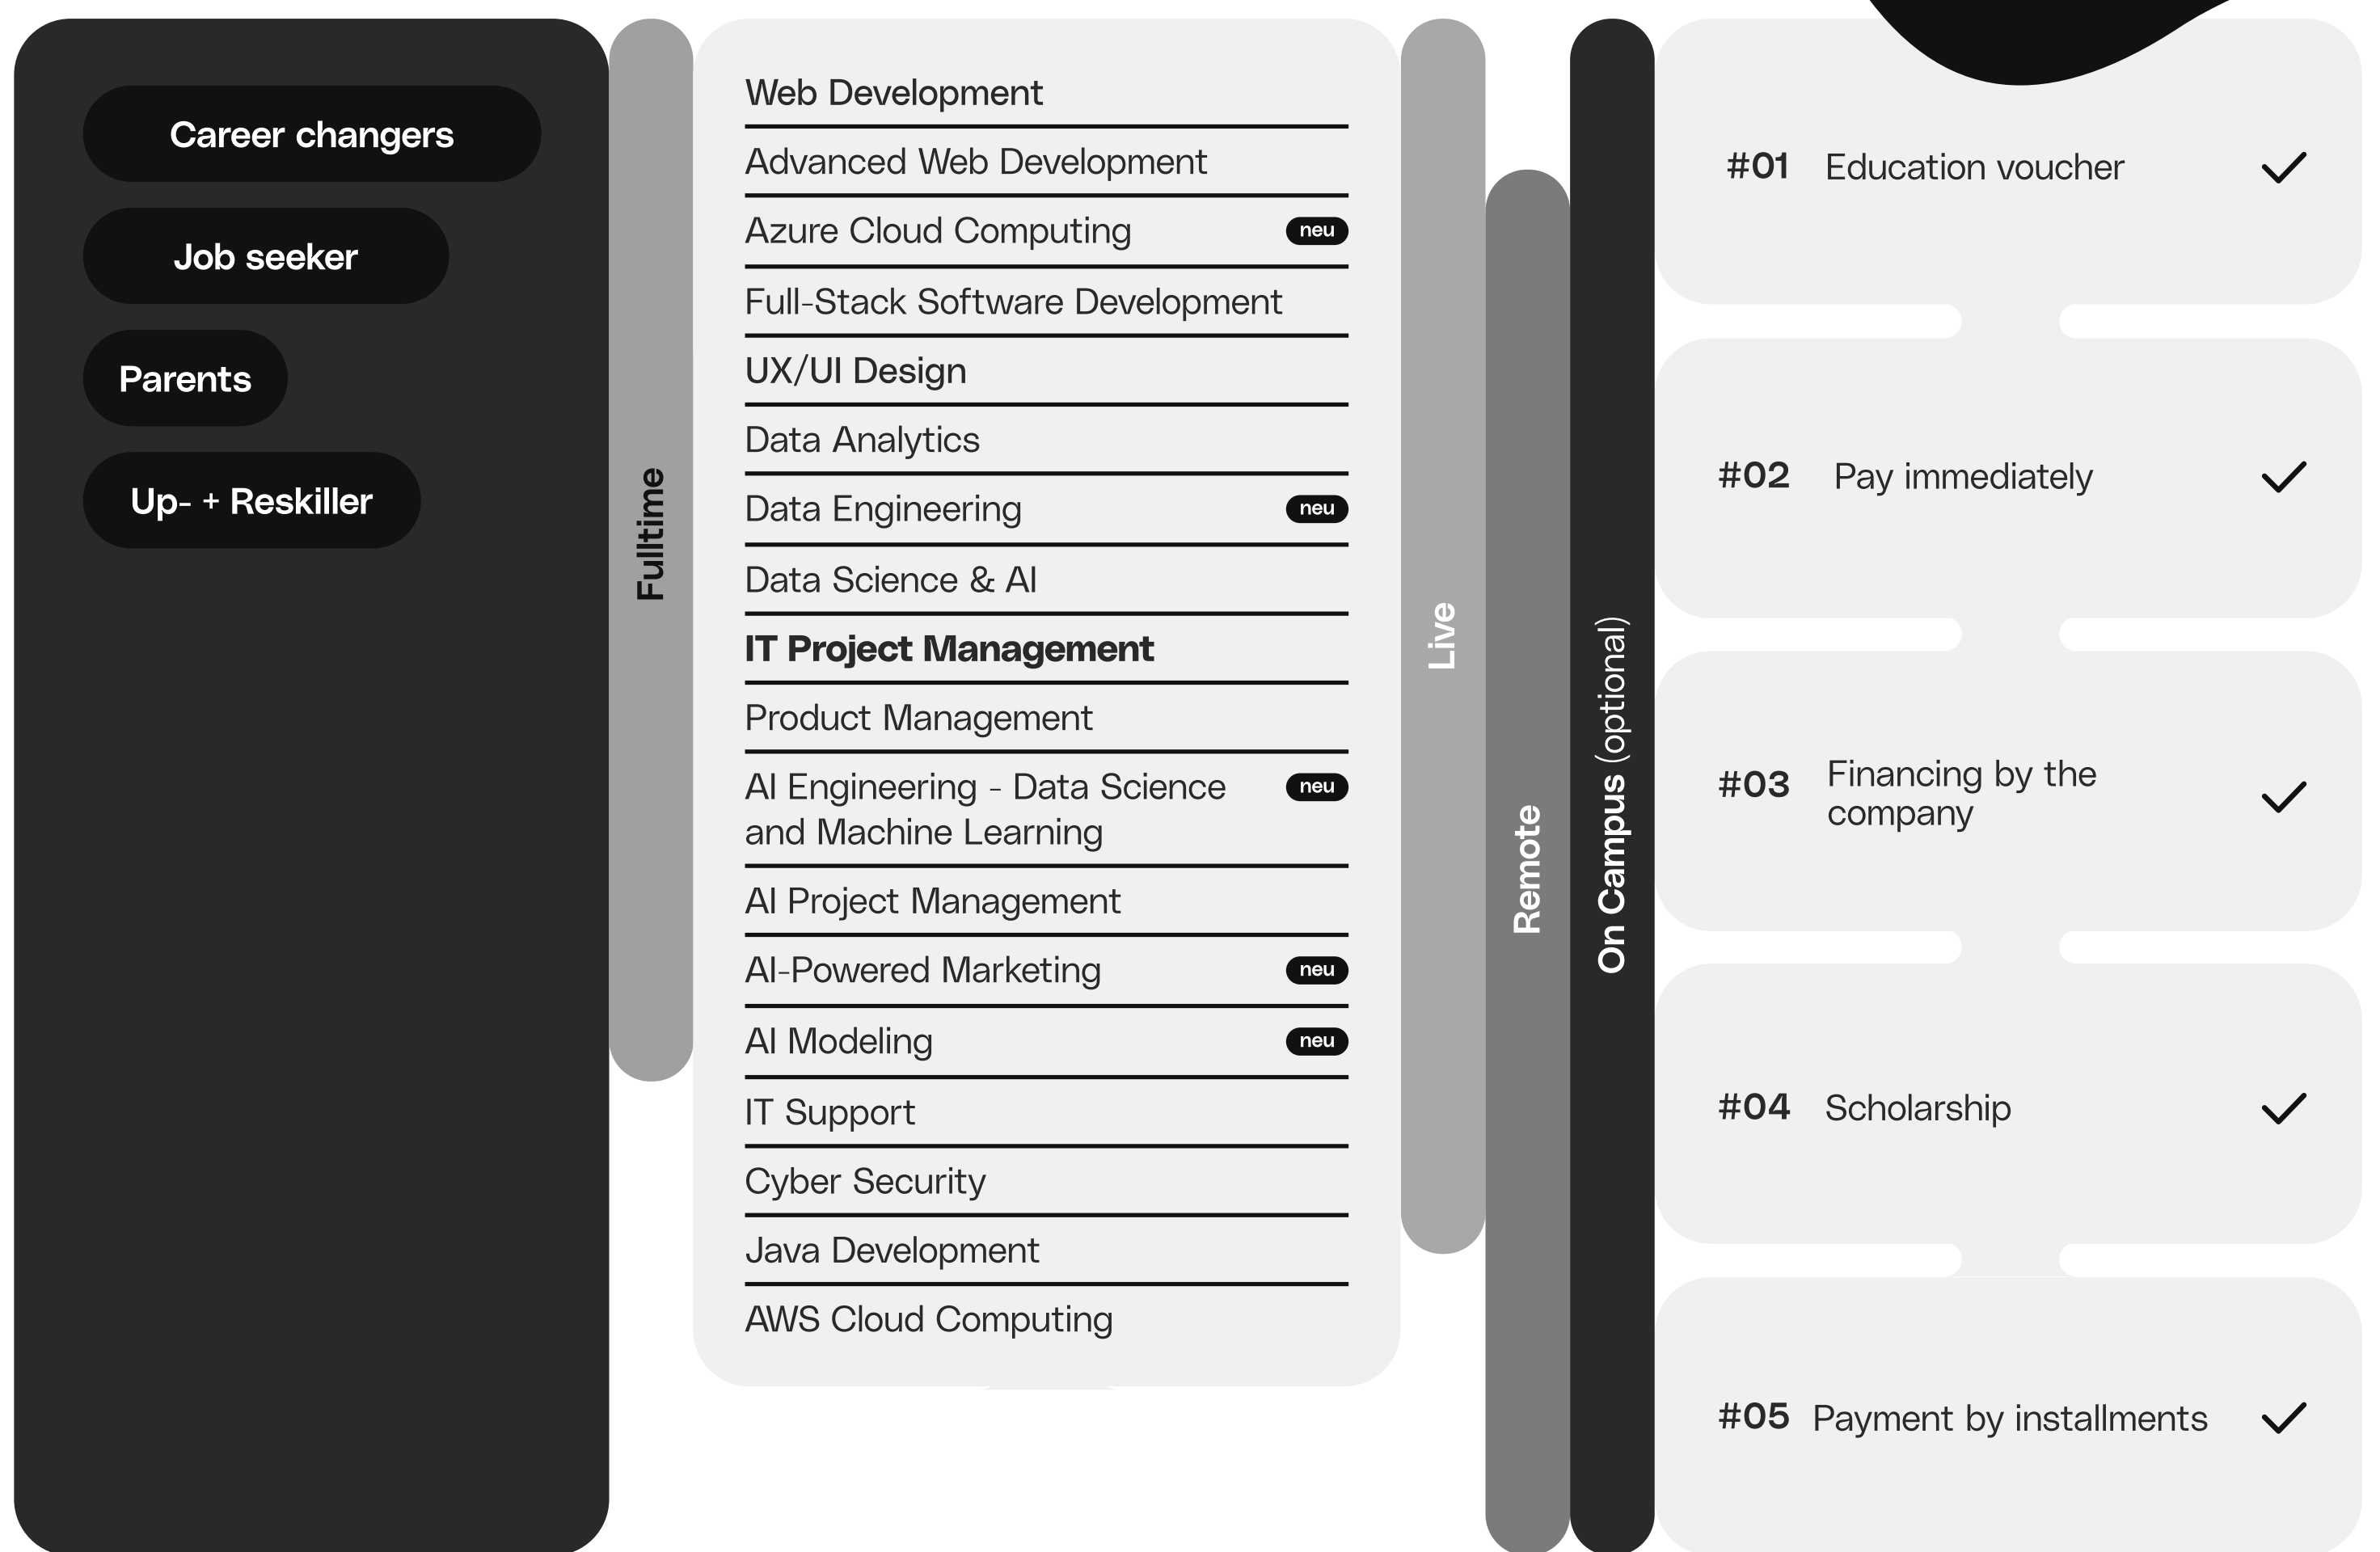 Career changers
Job seeker
Parents
Up- + Reskiller
Fulltime
Web Development
Advanced Web Development
Azure Cloud Computing neu
Full-Stack Software Development
UX/UI Design
Data Analytics
Data Engineering neu
Data Science & AI
IT Project Management
Product Management
AI Engineering - Data Science neu
and Machine Learning
AI Project Management
AI-Powered Marketing neu
AI Modeling neu
IT Support
Cyber Security
Java Development
AWS Cloud Computing
Live
Remote
On Campus (optional)
#01 Education voucher
#02 Pay immediately
#03 Financing by the
company
#04 Scholarship
#05 Payment by installments